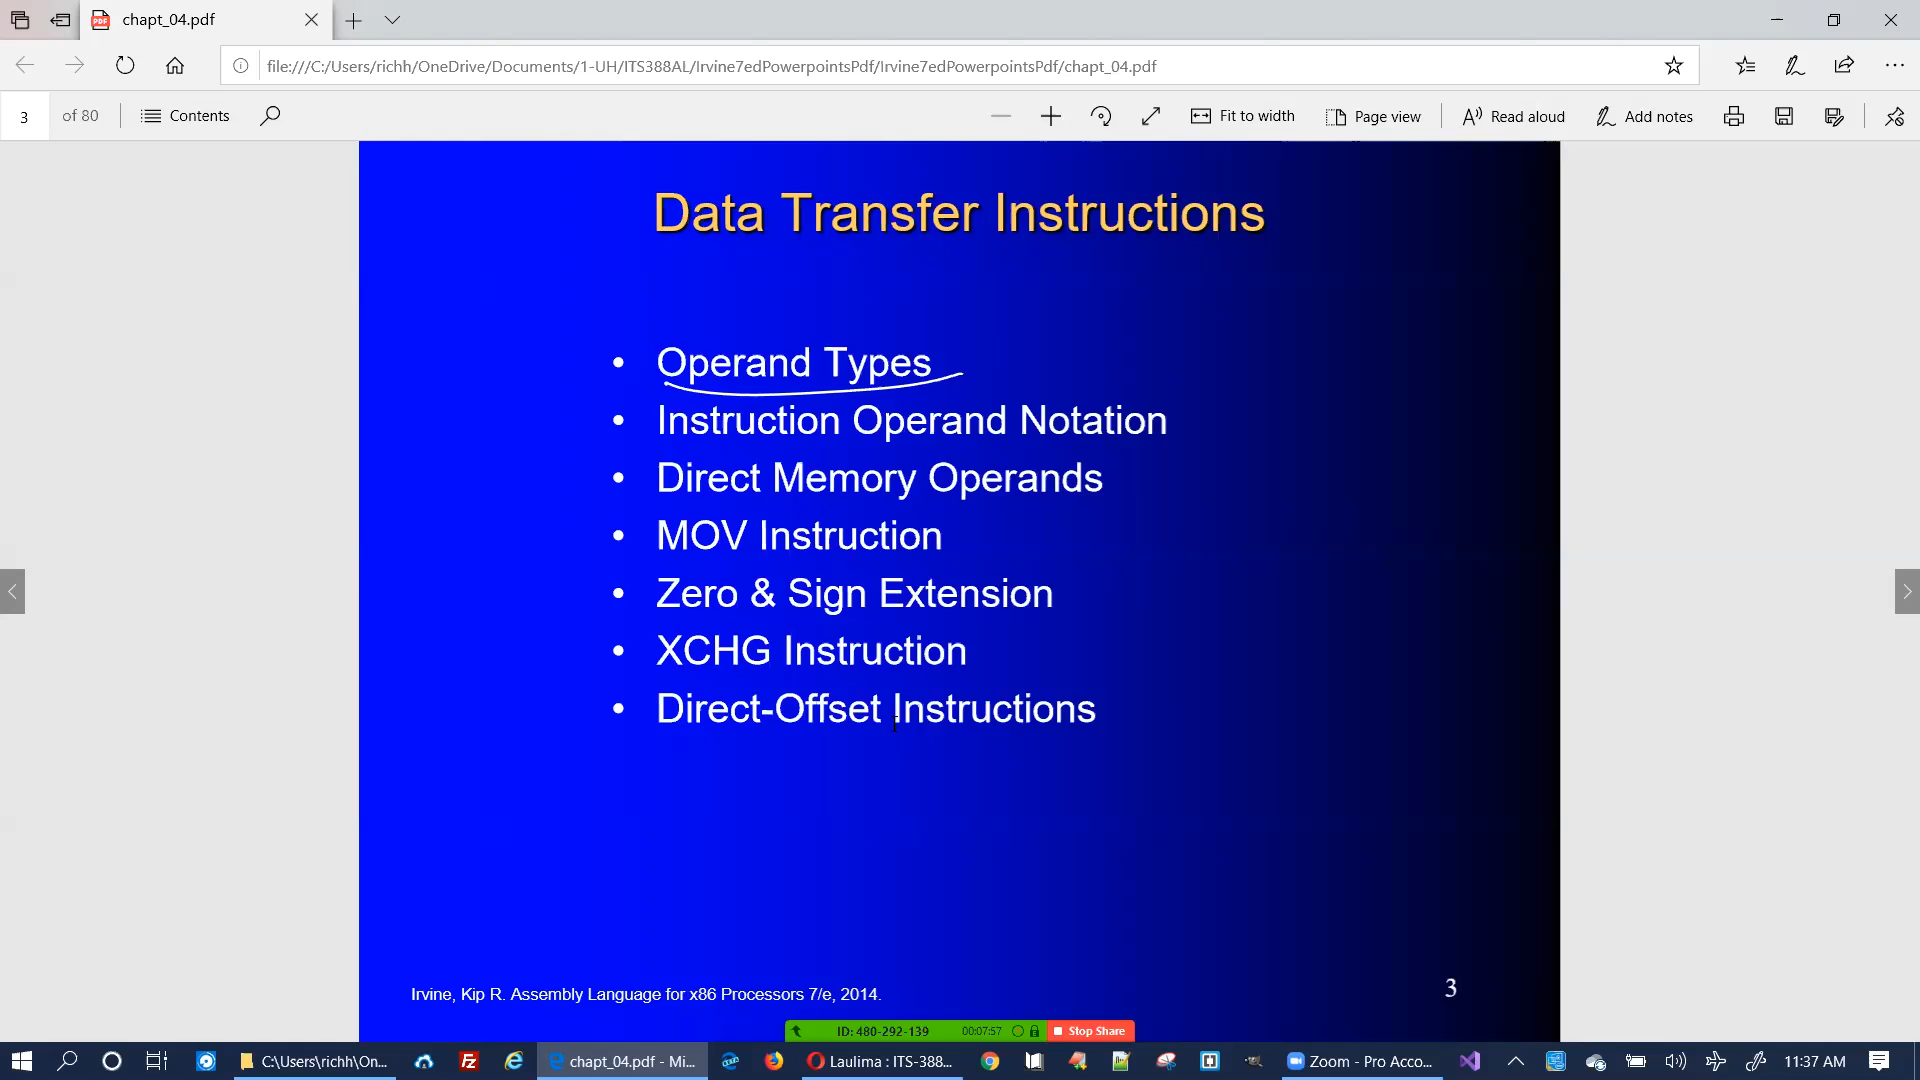 chapt_04.pdf
file:///C:/Users/richh/OneDrive/Documents/1-UH/ITS388AL/Irvine7edPowerpointsPdf/Irvine7edPowerpointsPdf/chapt_04.pdf
3 of 80 Contents Fit to width Page view Read aloud Add notes
Data Transfer Instructions
• Operand Types
• Instruction Operand Notation
• Direct Memory Operands
• MOV Instruction
• Zero & Sign Extension
• XCHG Instruction
• Direct-Offset Instructions
Irvine, Kip R. Assembly Language for x86 Processors 7/e, 2014.
3
ID: 480-292-139 00:07:57 Stop Share
C:\Users\richh\On... chapt_04.pdf - Mi... Laulima : ITS-388... Zoom - Pro Acco... 11:37 AM